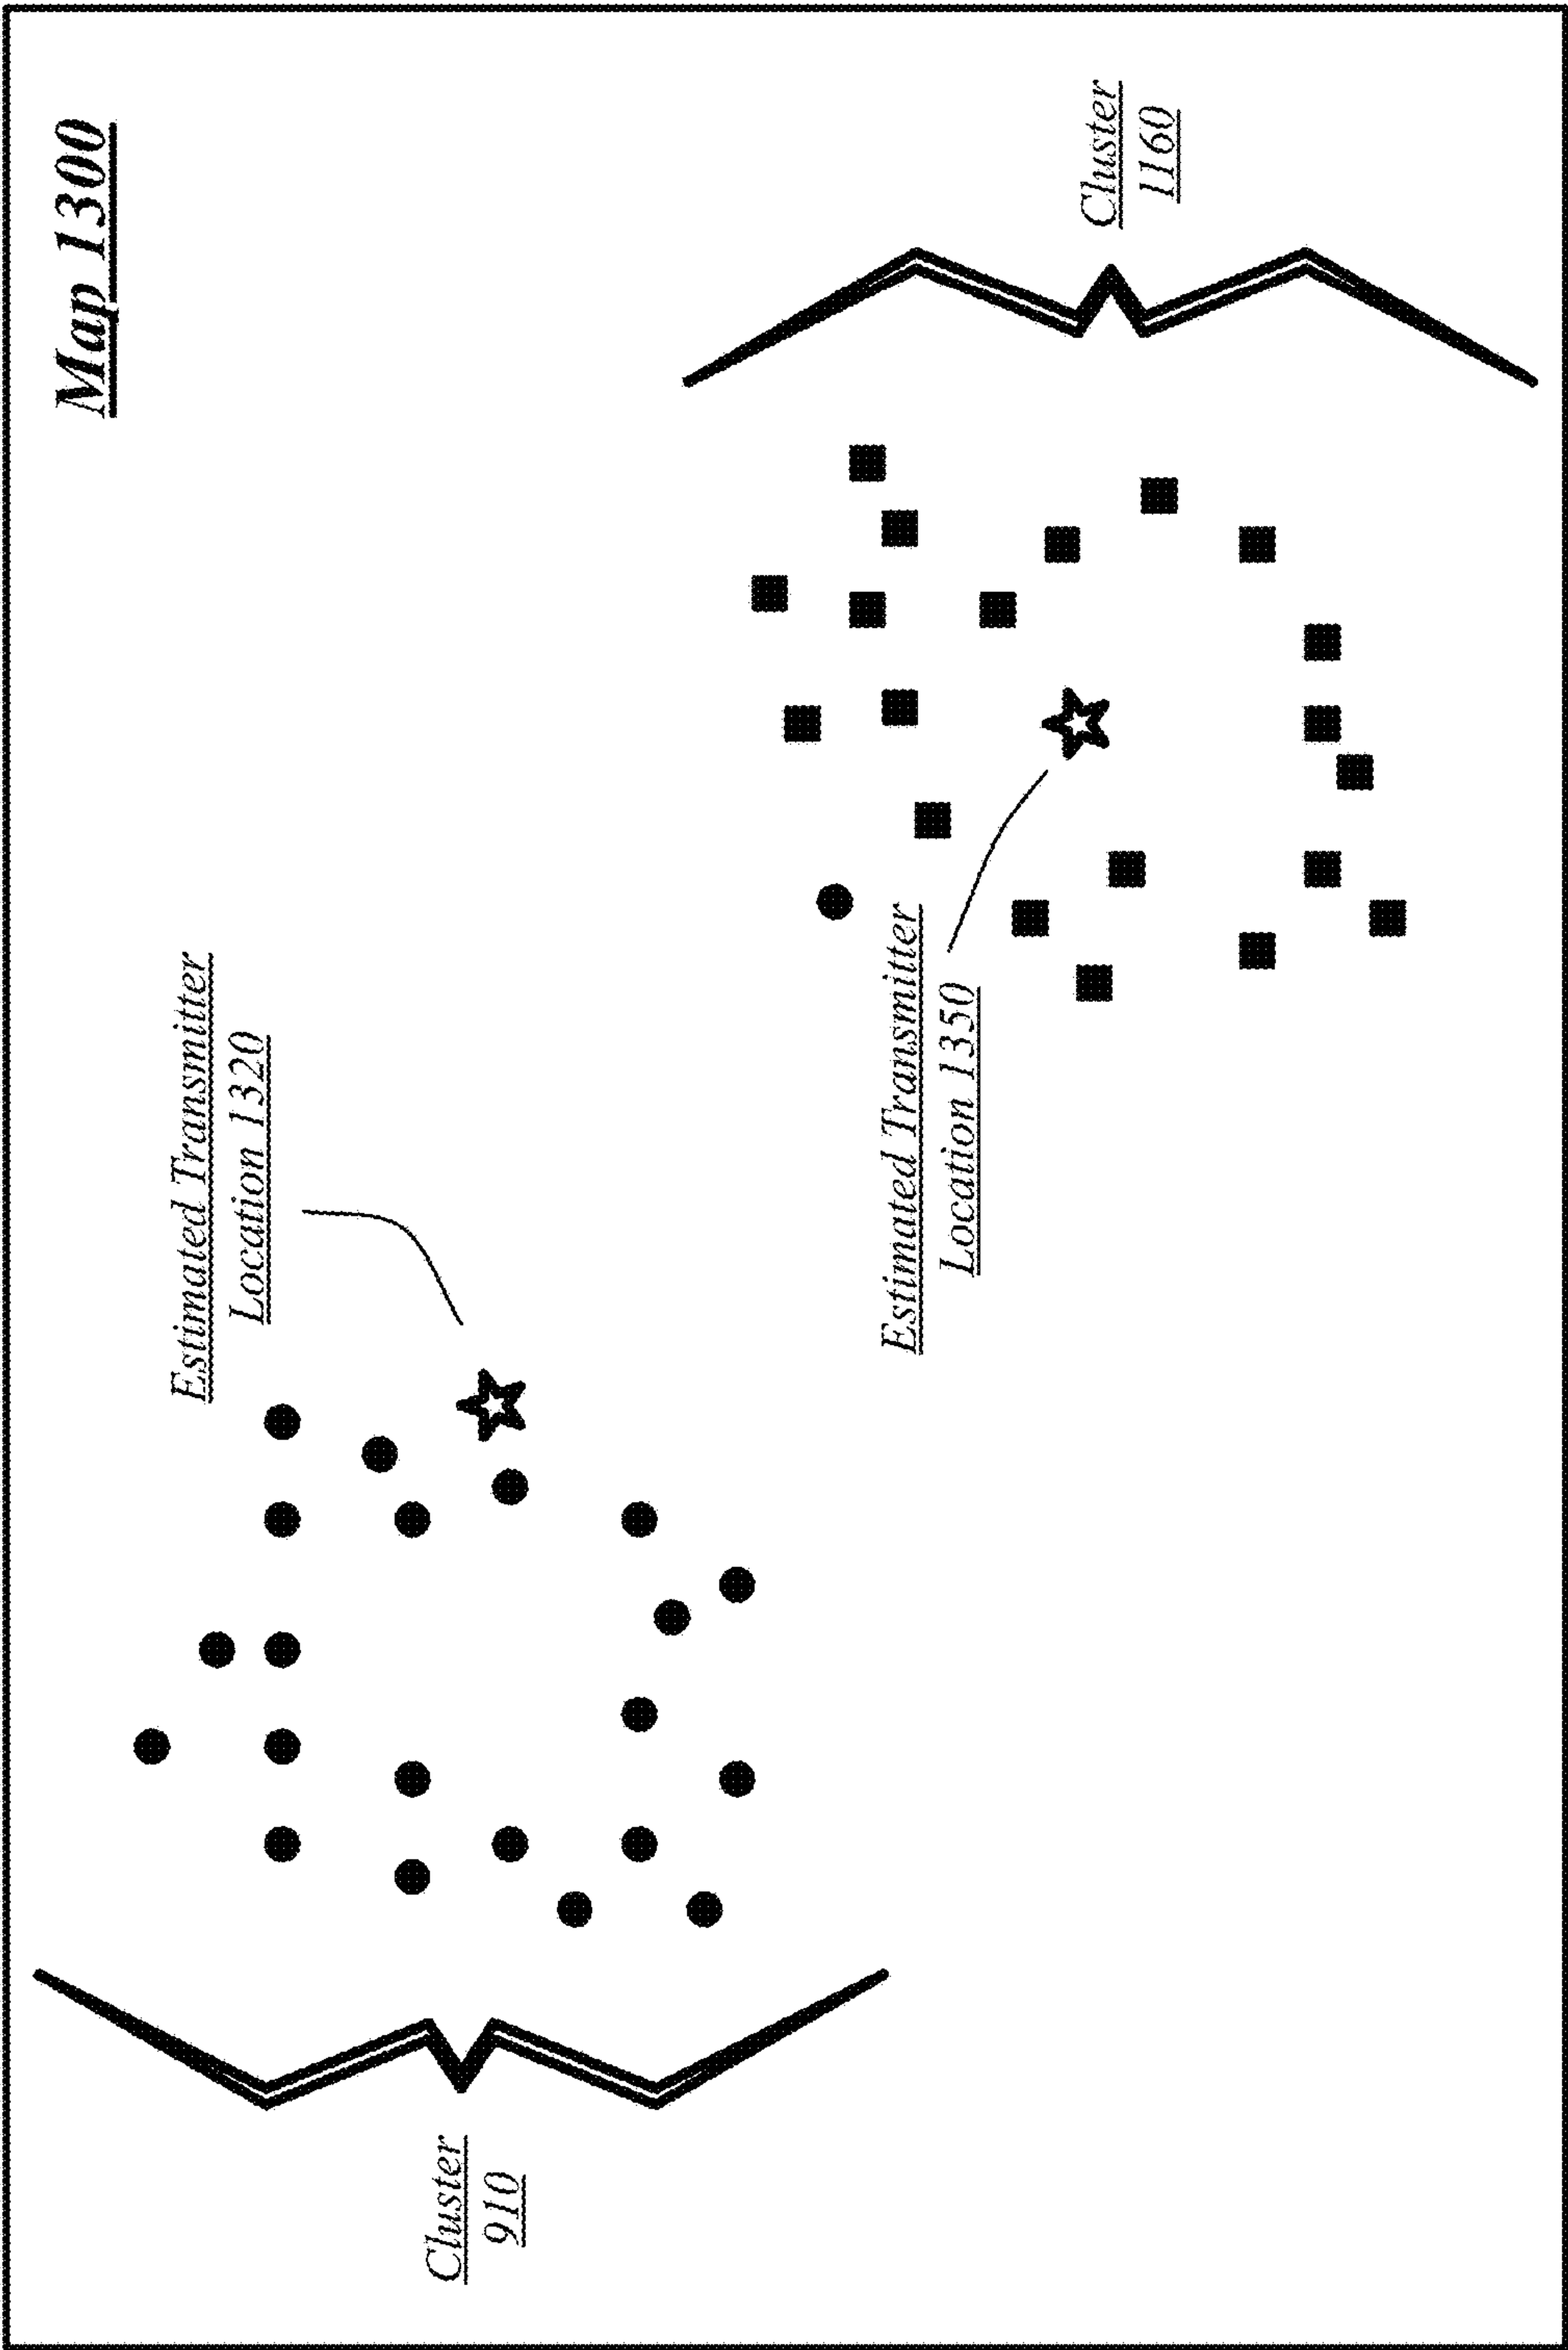 Map 1300
Estimated Transmitter
Location 1320
Cluster
910
Cluster
1160
Estimated Transmitter
Location 1350